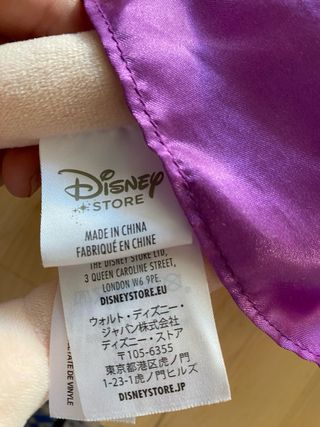 DISNEY
STORE
MADE IN CHINA
FABRIQUÉ EN CHINE
THE DISNEY STORE LTD,
3 QUEEN CAROLINE STREET,
LONDON W6 9PE.
DISNEYSTORE.EU
ウォルト・ディズニー・
ジャパン株式会社
ディズニー・ストア
〒105-6355
東京都港区虎ノ門
1-23-1虎ノ門ヒルズ
DISNEYSTORE.JP
DE VINYLE